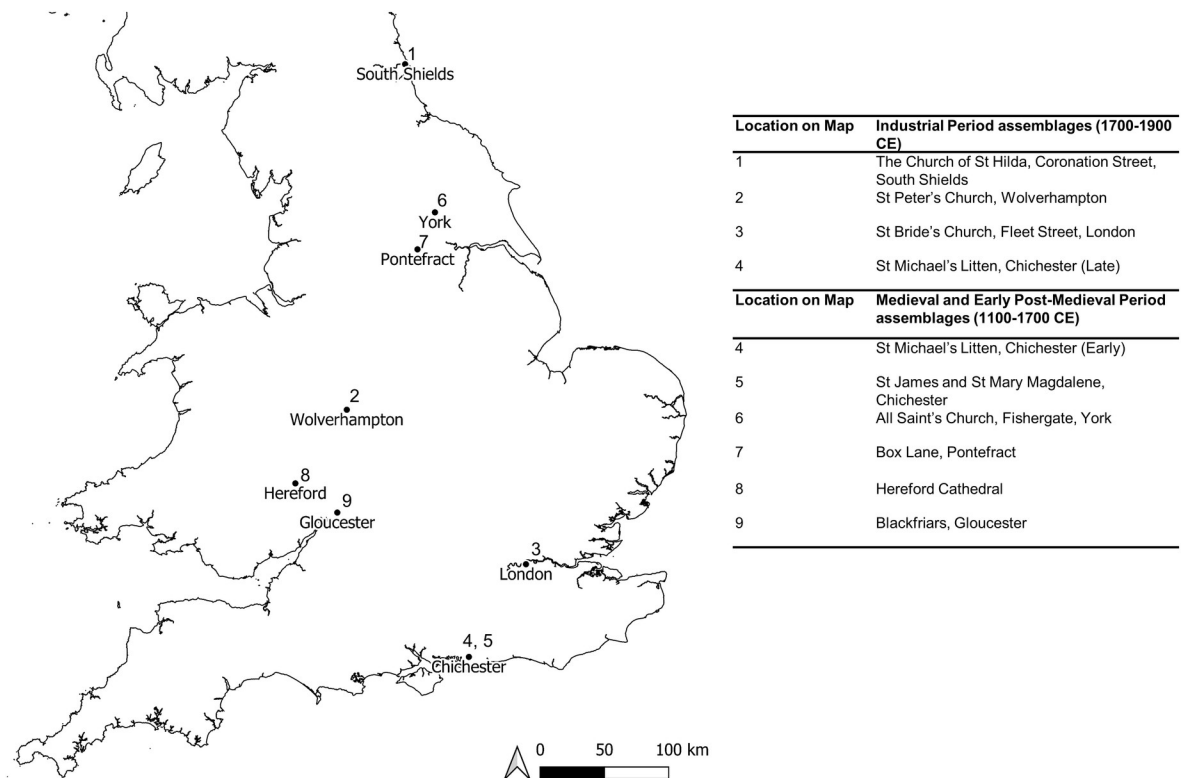 1
South Shields
6
York
7
Pontefract
2
Wolverhampton
8
Hereford
9
Gloucester
3
London
4, 5
Chichester
0 50 100 km
Location on Map Industrial Period assemblages (1700-1900
CE)
1 The Church of St Hilda, Coronation Street,
South Shields
2 St Peter's Church, Wolverhampton
3 St Bride's Church, Fleet Street, London
4 St Michael's Litten, Chichester (Late)
Location on Map Medieval and Early Post-Medieval Period
assemblages (1100-1700 CE)
4 St Michael's Litten, Chichester (Early)
5 St James and St Mary Magdalene,
Chichester
6 All Saint's Church, Fishergate, York
7 Box Lane, Pontefract
8 Hereford Cathedral
9 Blackfriars, Gloucester